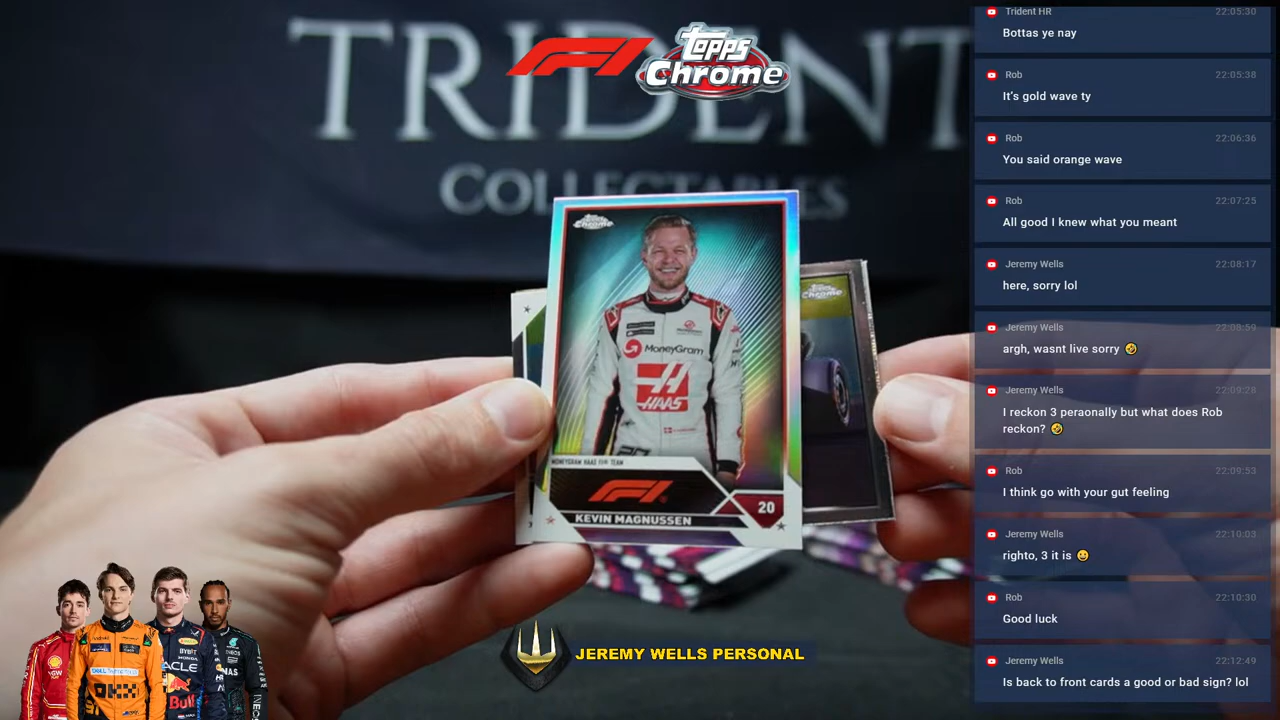 TRIDENT
COLLECTABLES
F1
Topps
Chrome
Topps
Chrome
MoneyGram
HAAS
MONEYGRAM HAAS F1® TEAM
F1
KEVIN MAGNUSSEN
20
Chrome
JEREMY WELLS PERSONAL
ORACLE
BYBIT
OKX
Trident HR 22:05:30
Bottas ye nay
Rob 22:05:38
It's gold wave ty
Rob 22:06:36
You said orange wave
Rob 22:07:25
All good I knew what you meant
Jeremy Wells 22:08:17
here, sorry lol
Jeremy Wells 22:08:59
argh, wasnt live sorry 🤣
Jeremy Wells 22:09:28
I reckon 3 peraonally but what does Rob
reckon? 🤣
Rob 22:09:53
I think go with your gut feeling
Jeremy Wells 22:10:03
righto, 3 it is 😀
Rob 22:10:30
Good luck
Jeremy Wells 22:12:49
Is back to front cards a good or bad sign? lol